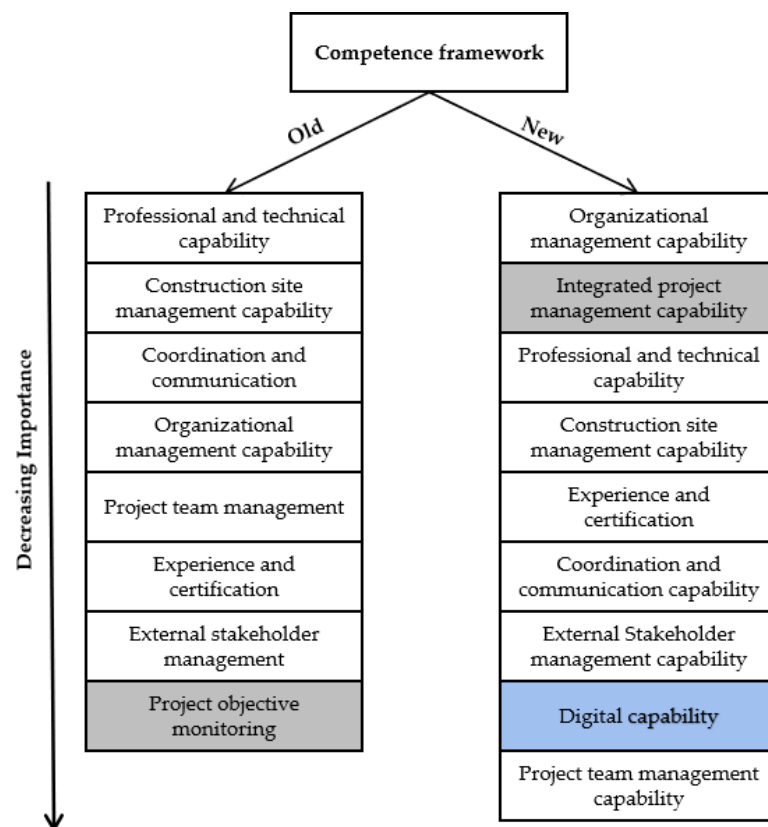 Competence framework
Old
New
Decreasing Importance
Professional and technical
capability
Construction site
management capability
Coordination and
communication
Organizational
management capability
Project team management
Experience and
certification
External stakeholder
management
Project objective
monitoring
Organizational
management capability
Integrated project
management capability
Professional and technical
capability
Construction site
management capability
Experience and
certification
Coordination and
communication capability
External Stakeholder
management capability
Digital capability
Project team management
capability